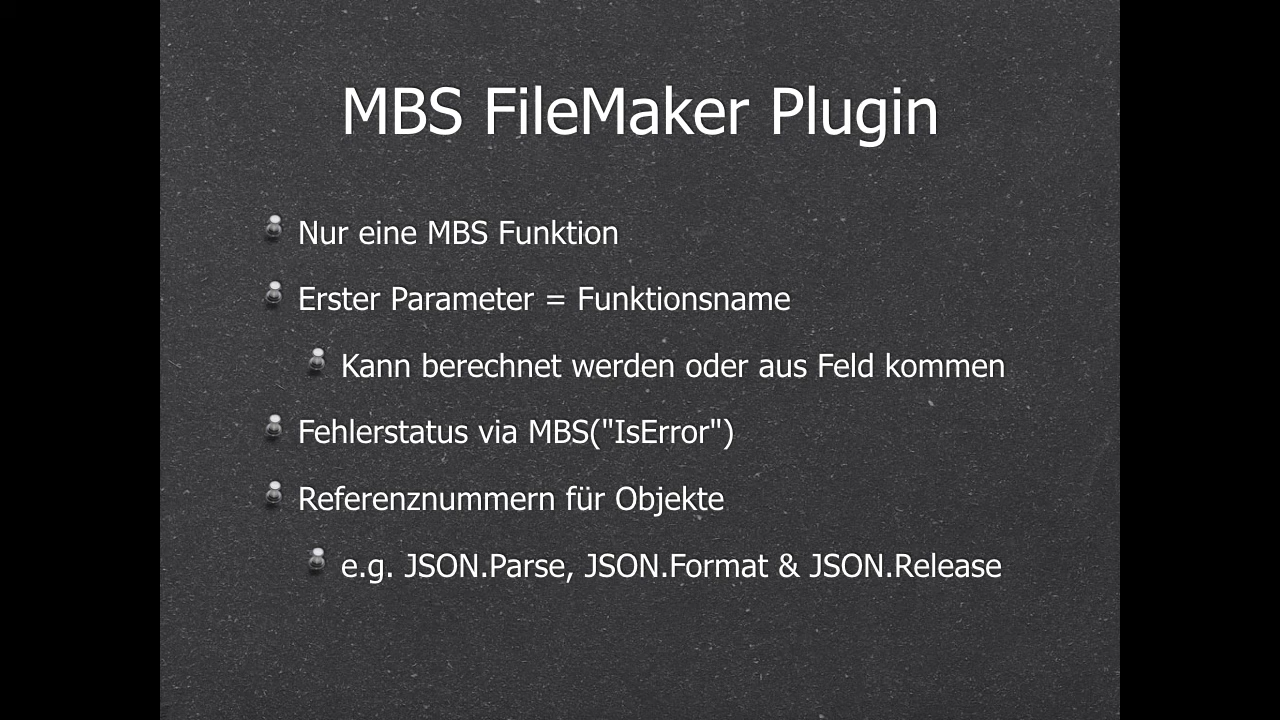 MBS FileMaker Plugin
Nur eine MBS Funktion
Erster Parameter = Funktionsname
Kann berechnet werden oder aus Feld kommen
Fehlerstatus via MBS("IsError")
Referenznummern für Objekte
e.g. JSON.Parse, JSON.Format & JSON.Release